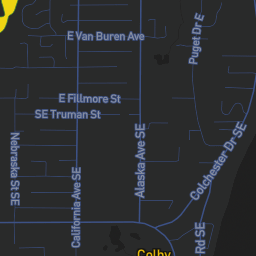 E Van Buren Ave
Puget Dr E
E Fillmore St
SE Truman St
Nebraska St SE
California Ave SE
Alaska Ave SE
Colchester Dr SE
Rd SE
Colby